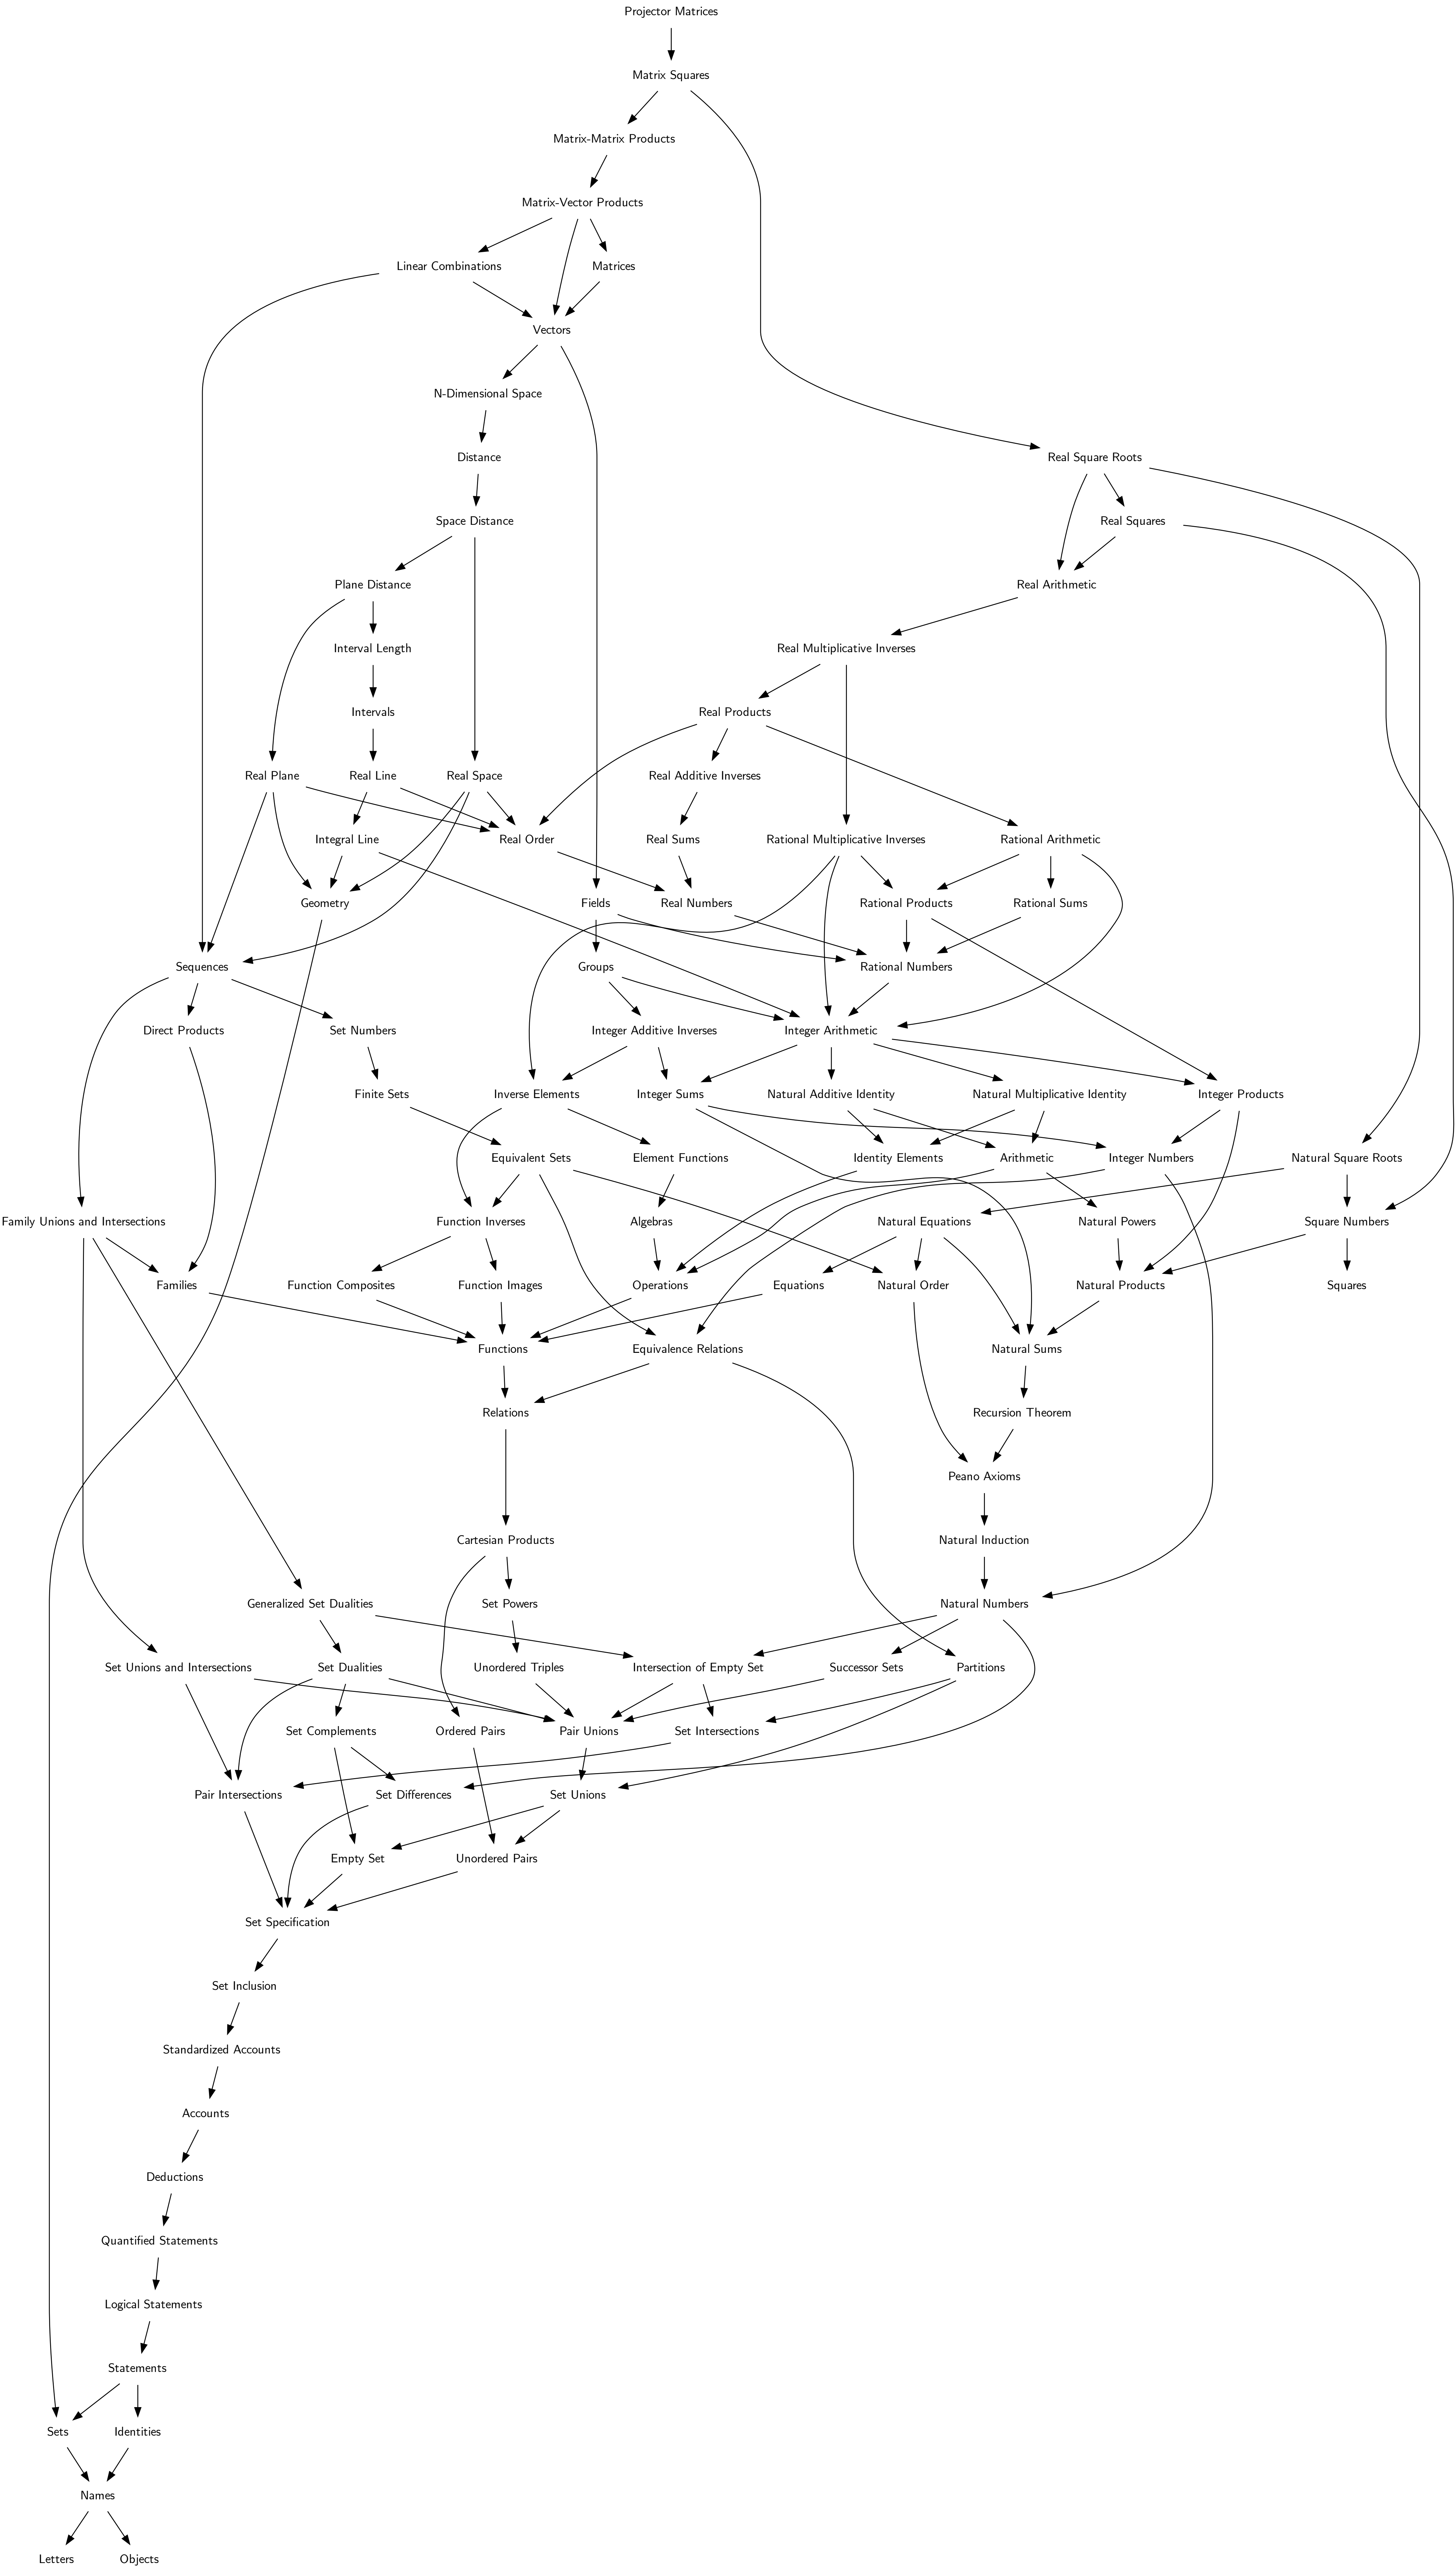 Projector Matrices
Matrix Squares
Matrix-Matrix Products
Matrix-Vector Products
Linear Combinations
Matrices
Vectors
N-Dimensional Space
Distance
Real Square Roots
Space Distance
Real Squares
Plane Distance
Real Arithmetic
Interval Length
Real Multiplicative Inverses
Intervals
Real Products
Real Plane
Real Line
Real Space
Real Additive Inverses
Integral Line
Real Order
Real Sums
Rational Multiplicative Inverses
Rational Arithmetic
Geometry
Fields
Real Numbers
Rational Products
Rational Sums
Sequences
Groups
Rational Numbers
Direct Products
Set Numbers
Integer Additive Inverses
Integer Arithmetic
Finite Sets
Inverse Elements
Integer Sums
Natural Additive Identity
Natural Multiplicative Identity
Integer Products
Equivalent Sets
Element Functions
Identity Elements
Arithmetic
Integer Numbers
Natural Square Roots
Family Unions and Intersections
Function Inverses
Algebras
Natural Equations
Natural Powers
Square Numbers
Families
Function Composites
Function Images
Operations
Equations
Natural Order
Natural Products
Squares
Functions
Equivalence Relations
Natural Sums
Relations
Recursion Theorem
Peano Axioms
Cartesian Products
Natural Induction
Generalized Set Dualities
Set Powers
Natural Numbers
Set Unions and Intersections
Set Dualities
Unordered Triples
Intersection of Empty Set
Successor Sets
Partitions
Set Complements
Ordered Pairs
Pair Unions
Set Intersections
Pair Intersections
Set Differences
Set Unions
Empty Set
Unordered Pairs
Set Specification
Set Inclusion
Standardized Accounts
Accounts
Deductions
Quantified Statements
Logical Statements
Statements
Sets
Identities
Names
Letters
Objects